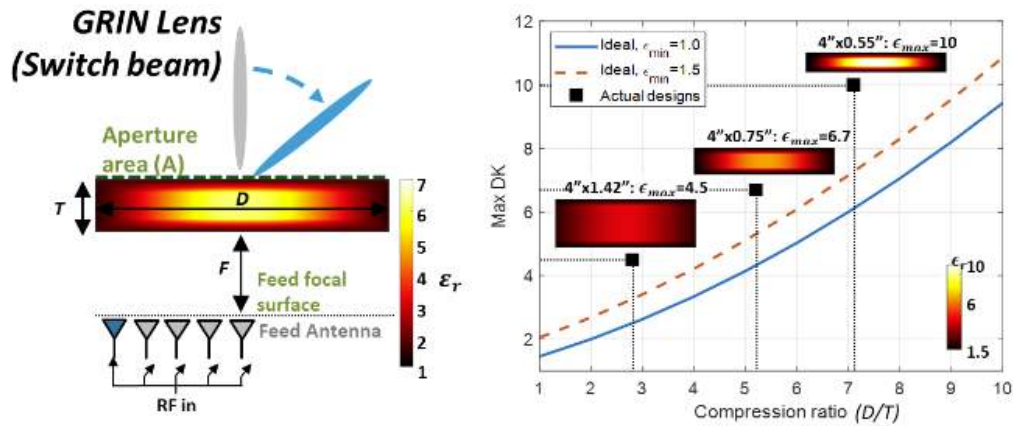 GRIN Lens
(Switch beam)
Aperture
area (A)
T
D
F
Feed focal
surface
Feed Antenna
RF in
7
6
5
4
3
2
1
εr
12
10
8
6
4
2
Max DK
Ideal, ϵmin=1.0
Ideal, ϵmin=1.5
Actual designs
4”x0.55”: ϵmax=10
4”x0.75”: ϵmax=6.7
4”x1.42”: ϵmax=4.5
ϵr10
6
1.5
1 2 3 4 5 6 7 8 9 10
Compression ratio (D/T)